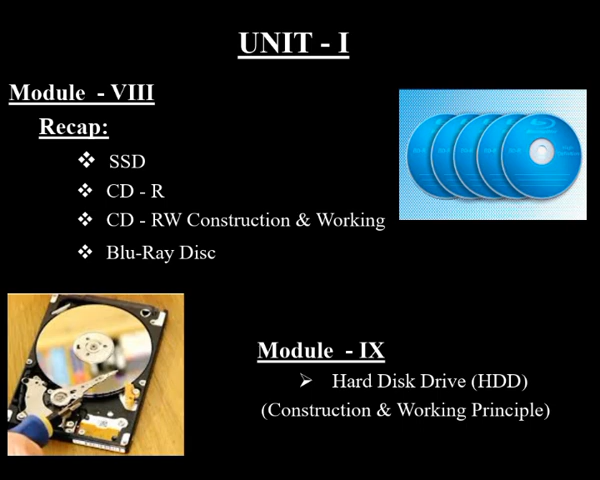 UNIT - I
Module - VIII
Recap:
❖ SSD
❖ CD - R
❖ CD - RW Construction & Working
❖ Blu-Ray Disc
Module - IX
➢ Hard Disk Drive (HDD)
(Construction & Working Principle)